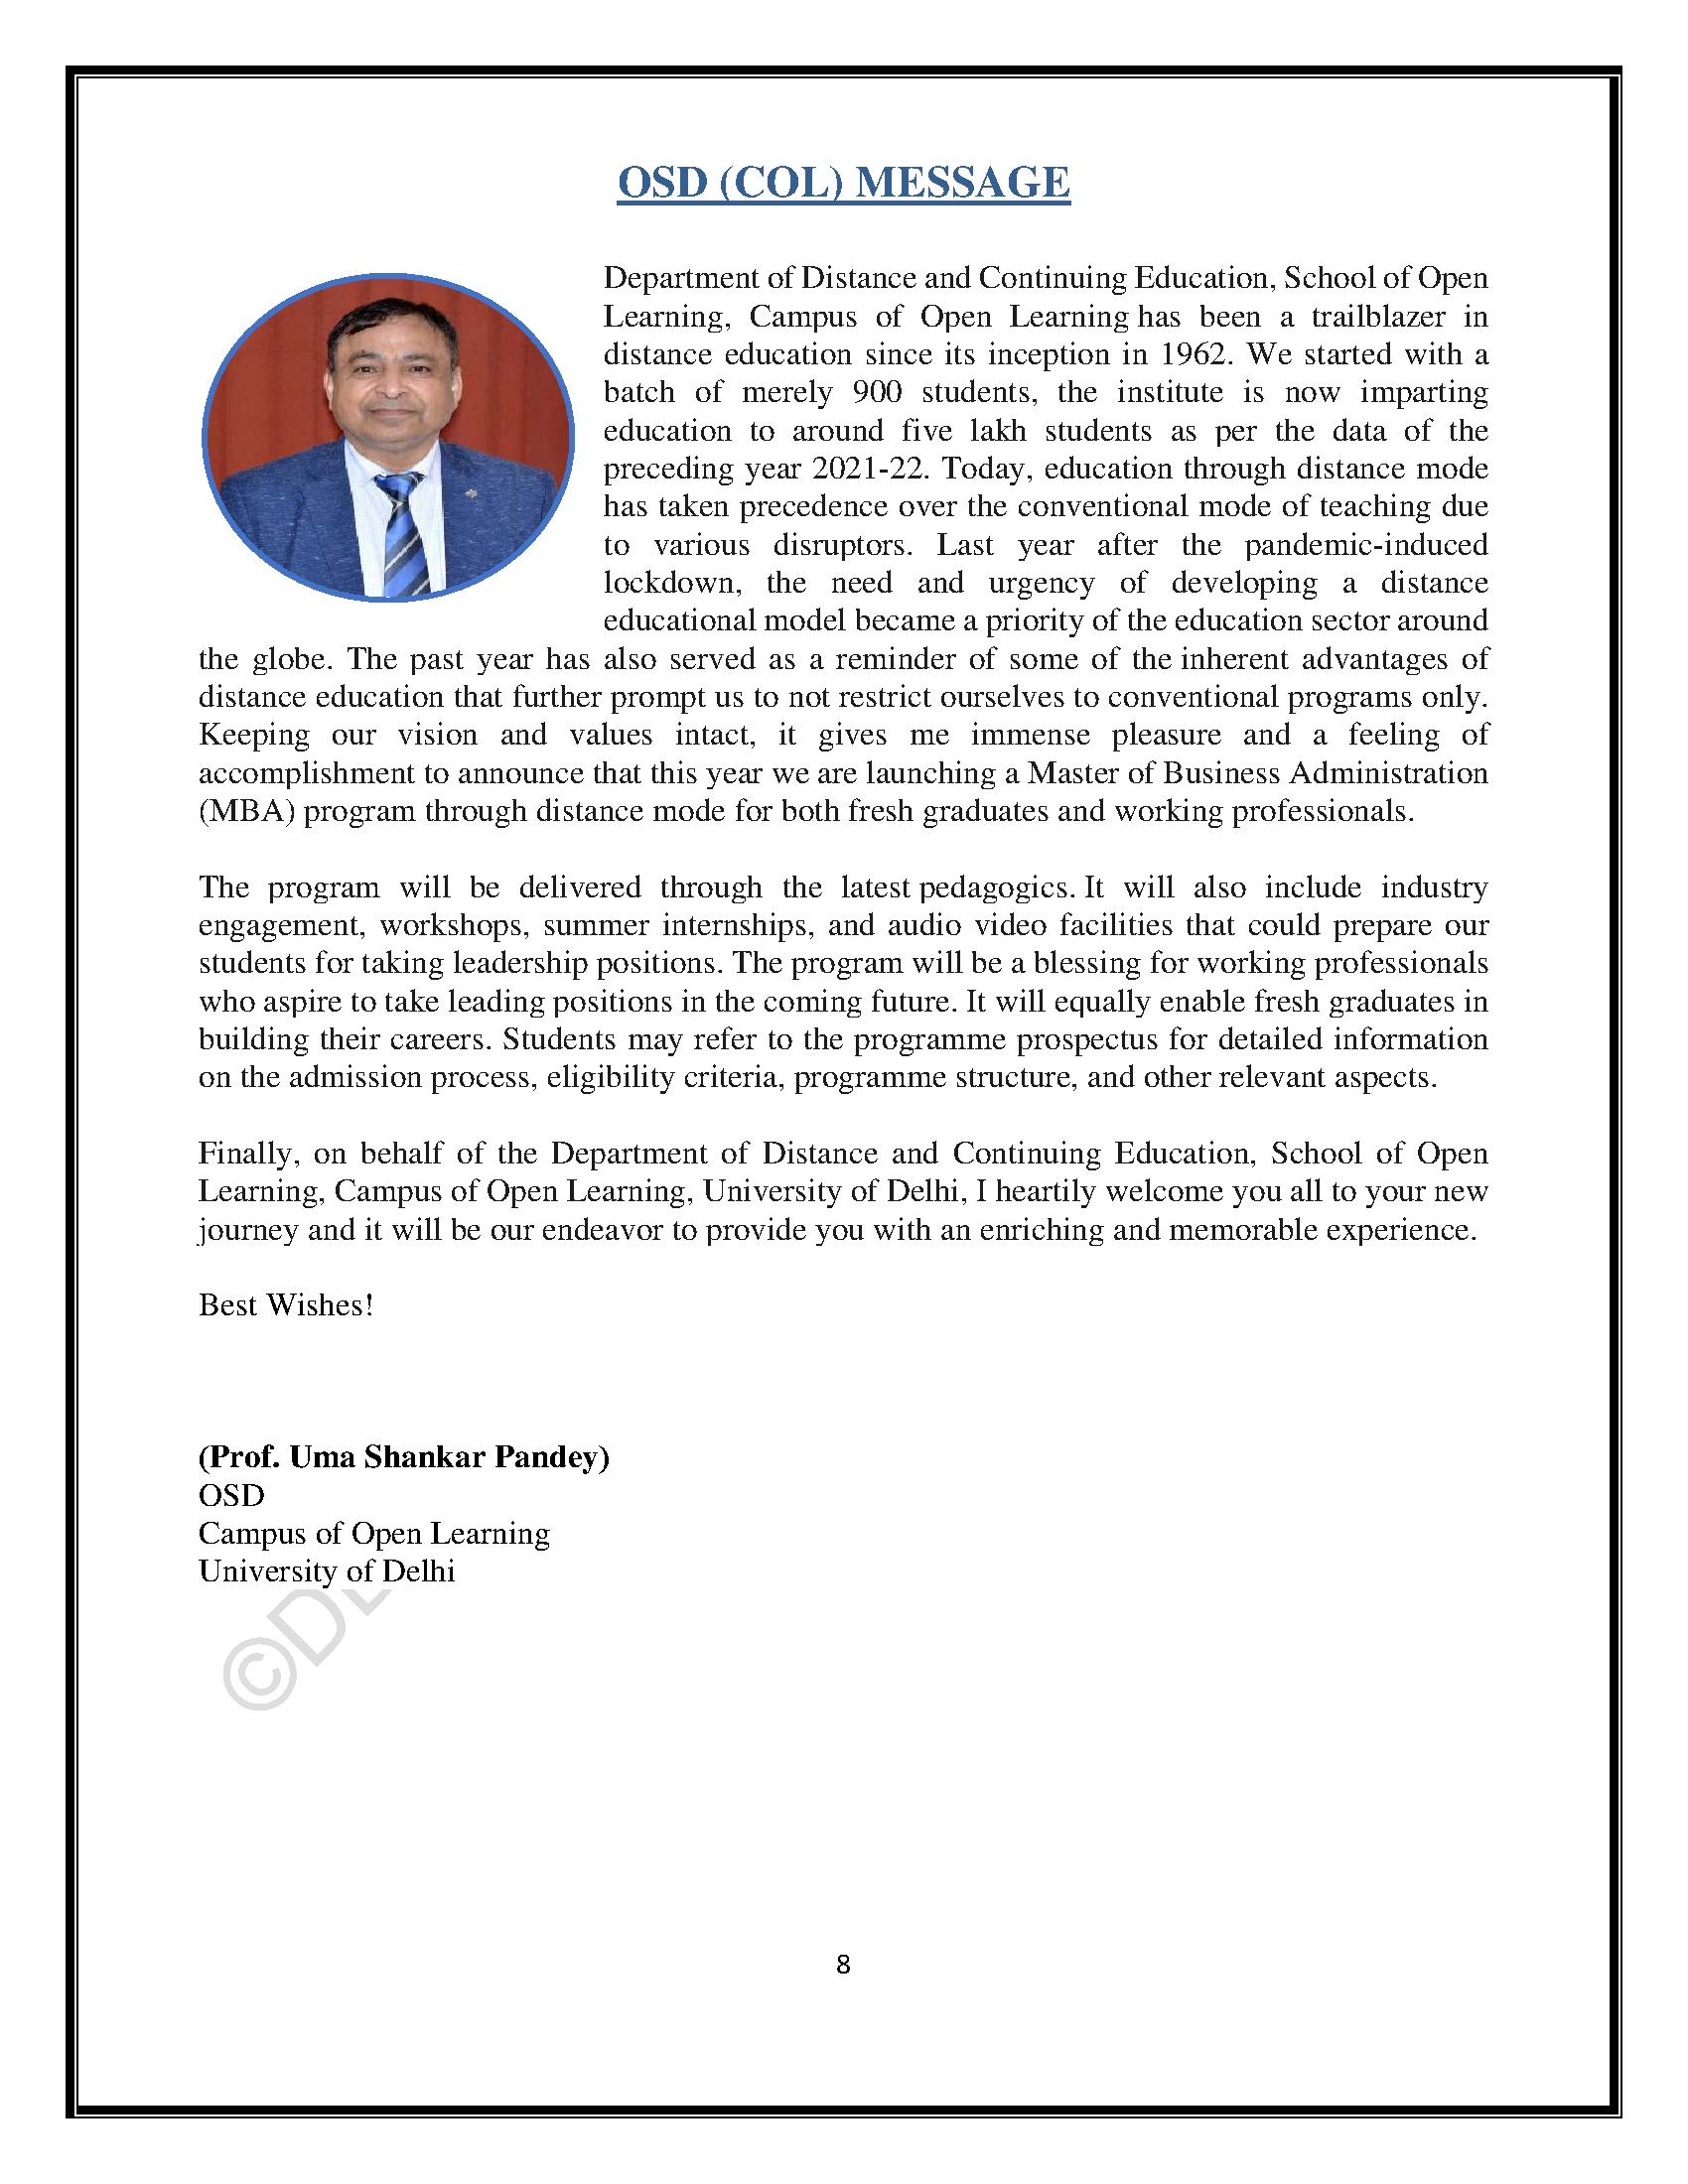 OSD (COL) MESSAGE
Department of Distance and Continuing Education, School of Open
Learning, Campus of Open Learning has been a trailblazer in
distance education since its inception in 1962. We started with a
batch of merely 900 students, the institute is now imparting
education to around five lakh students as per the data of the
preceding year 2021-22. Today, education through distance mode
has taken precedence over the conventional mode of teaching due
to various disruptors. Last year after the pandemic-induced
lockdown, the need and urgency of developing a distance
educational model became a priority of the education sector around
the globe. The past year has also served as a reminder of some of the inherent advantages of
distance education that further prompt us to not restrict ourselves to conventional programs only.
Keeping our vision and values intact, it gives me immense pleasure and a feeling of
accomplishment to announce that this year we are launching a Master of Business Administration
(MBA) program through distance mode for both fresh graduates and working professionals.
The program will be delivered through the latest pedagogics. It will also include industry
engagement, workshops, summer internships, and audio video facilities that could prepare our
students for taking leadership positions. The program will be a blessing for working professionals
who aspire to take leading positions in the coming future. It will equally enable fresh graduates in
building their careers. Students may refer to the programme prospectus for detailed information
on the admission process, eligibility criteria, programme structure, and other relevant aspects.
Finally, on behalf of the Department of Distance and Continuing Education, School of Open
Learning, Campus of Open Learning, University of Delhi, I heartily welcome you all to your new
journey and it will be our endeavor to provide you with an enriching and memorable experience.
Best Wishes!
(Prof. Uma Shankar Pandey)
OSD
Campus of Open Learning
University of Delhi
8